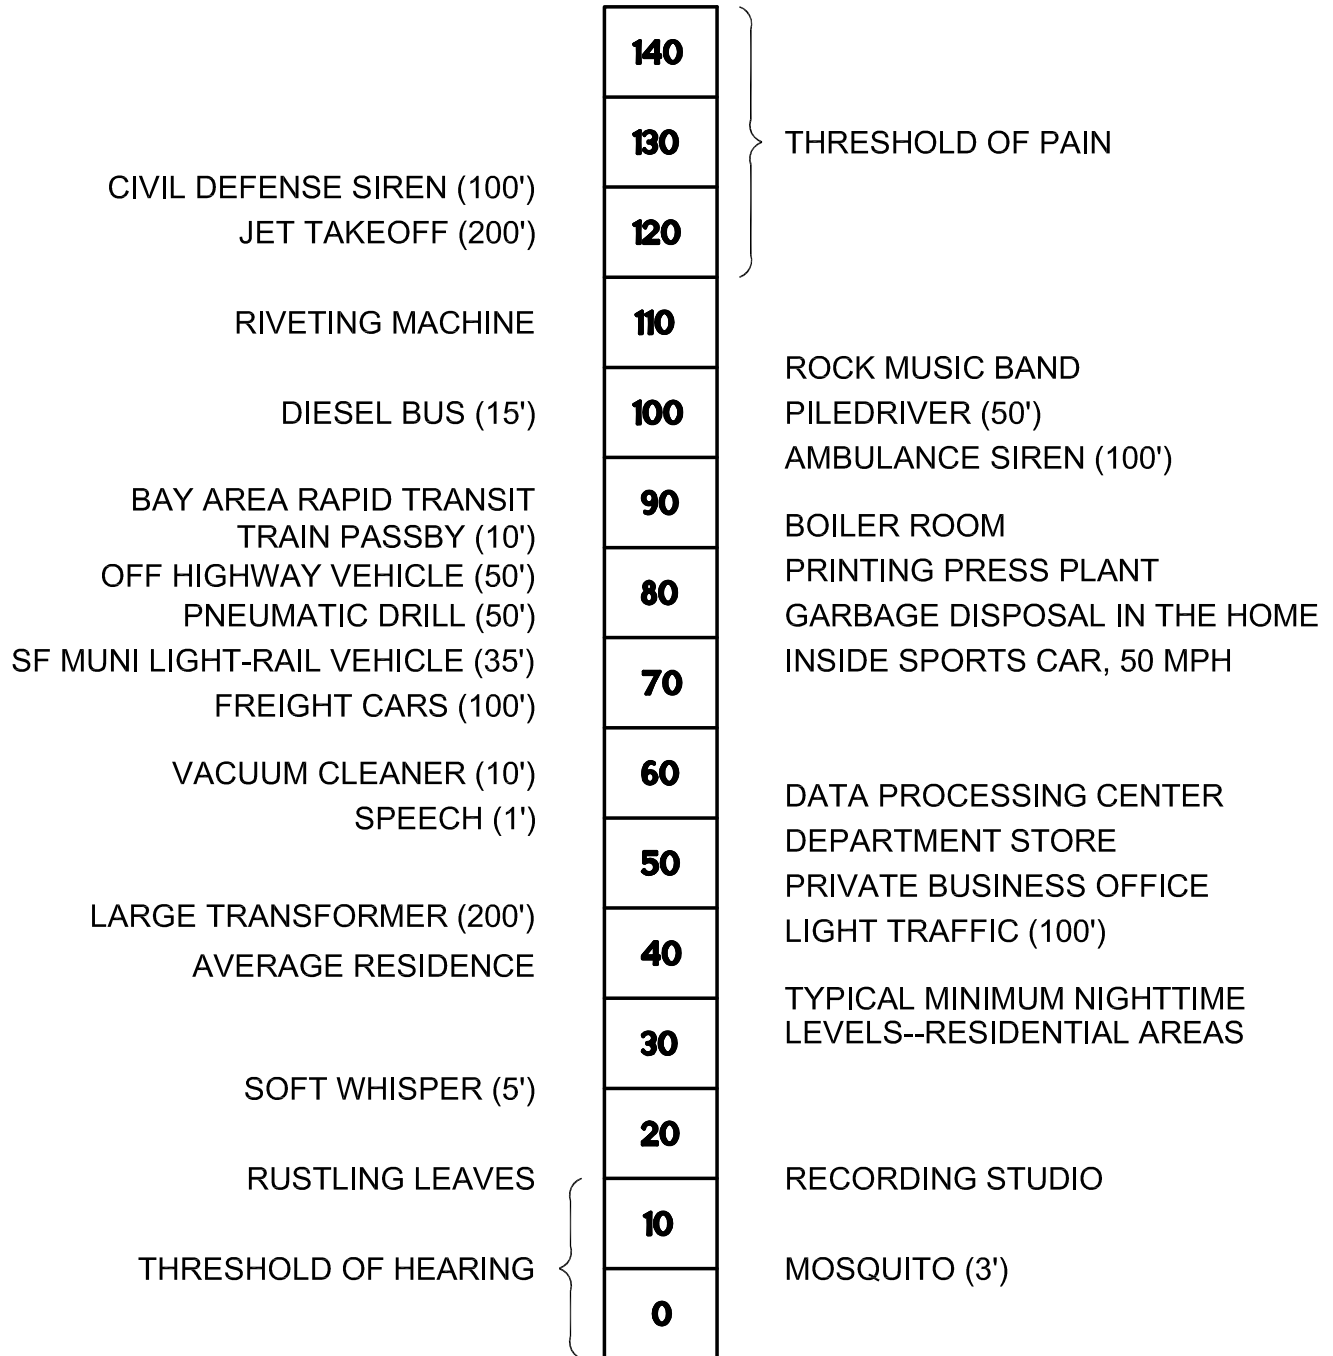 140
130
THRESHOLD OF PAIN
CIVIL DEFENSE SIREN (100')
JET TAKEOFF (200')
120
RIVETING MACHINE
110
ROCK MUSIC BAND
DIESEL BUS (15')
100
PILEDRIVER (50')
AMBULANCE SIREN (100')
BAY AREA RAPID TRANSIT
TRAIN PASSBY (10')
90
BOILER ROOM
OFF HIGHWAY VEHICLE (50')
PRINTING PRESS PLANT
80
PNEUMATIC DRILL (50')
GARBAGE DISPOSAL IN THE HOME
SF MUNI LIGHT-RAIL VEHICLE (35')
INSIDE SPORTS CAR, 50 MPH
70
FREIGHT CARS (100')
VACUUM CLEANER (10')
60
DATA PROCESSING CENTER
SPEECH (1')
DEPARTMENT STORE
50
PRIVATE BUSINESS OFFICE
LARGE TRANSFORMER (200')
LIGHT TRAFFIC (100')
40
AVERAGE RESIDENCE
TYPICAL MINIMUM NIGHTTIME
LEVELS--RESIDENTIAL AREAS
30
SOFT WHISPER (5')
20
RUSTLING LEAVES
RECORDING STUDIO
10
THRESHOLD OF HEARING
MOSQUITO (3')
0